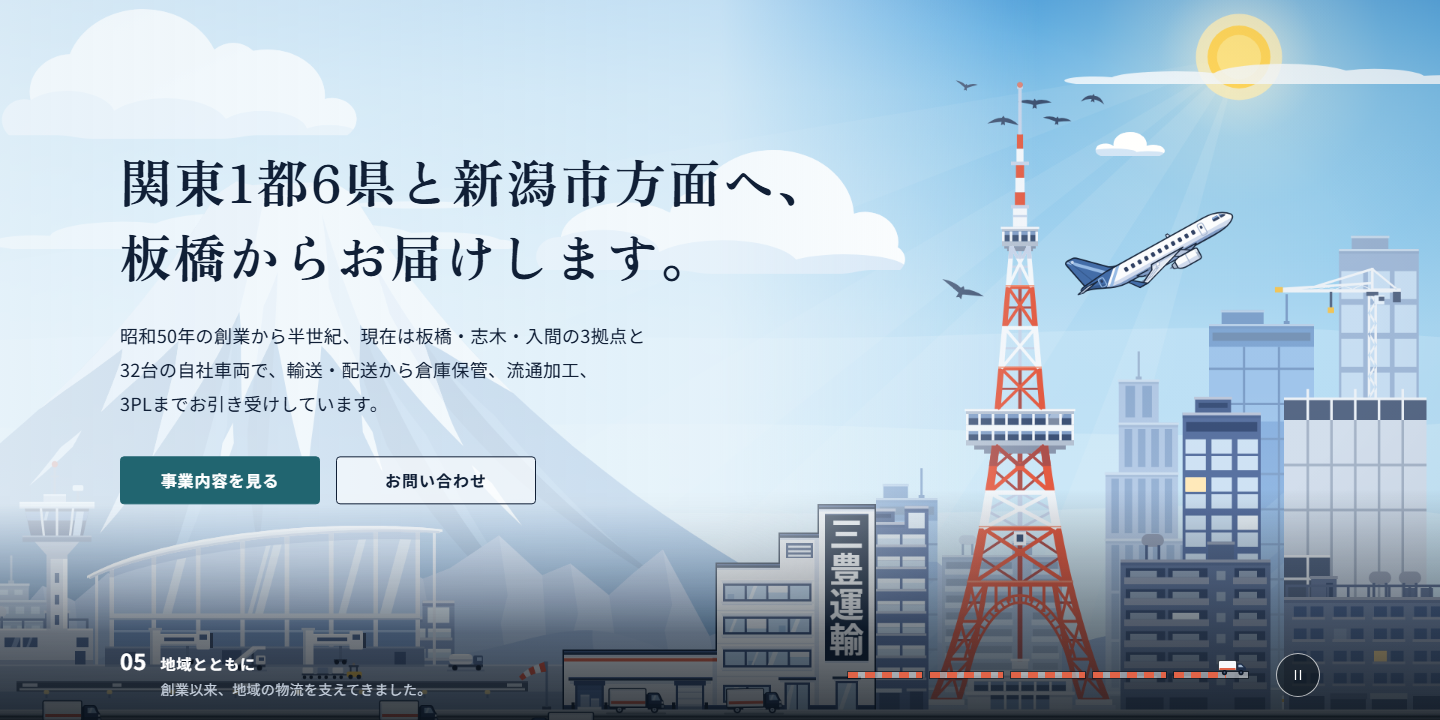 関東1都6県と新潟市方面へ、
板橋からお届けします。
昭和50年の創業から半世紀、現在は板橋・志木・入間の3拠点と
32台の自社車両で、輸送・配送から倉庫保管、流通加工、
3PLまでお引き受けしています。
事業内容を見る
お問い合わせ
三豊運輸
05 地域とともに
創業以来、地域の物流を支えてきました。